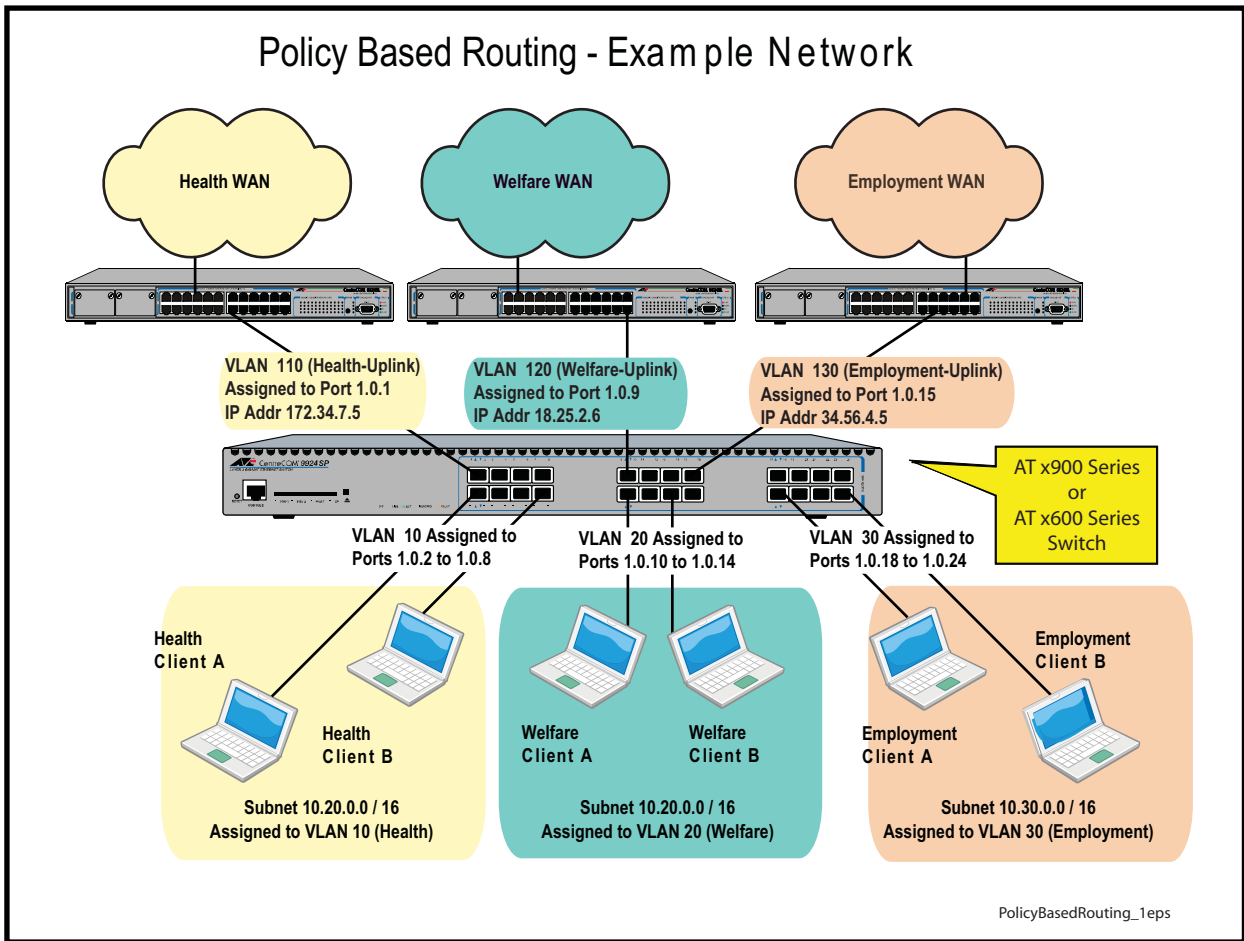 Policy Based Routing - Example Network
Health WAN
Welfare WAN
Employment WAN
VLAN 110 (Health-Uplink)
Assigned to Port 1.0.1
IP Addr 172.34.7.5
VLAN 120 (Welfare-Uplink)
Assigned to Port 1.0.9
IP Addr 18.25.2.6
VLAN 130 (Employment-Uplink)
Assigned to Port 1.0.15
IP Addr 34.56.4.5
CentreCOM 9924SP
AT x900 Series
or
AT x600 Series
Switch
VLAN 10 Assigned to
Ports 1.0.2 to 1.0.8
VLAN 20 Assigned to
Ports 1.0.10 to 1.0.14
VLAN 30 Assigned to
Ports 1.0.18 to 1.0.24
Health
Client A
Health
Client B
Subnet 10.20.0.0 / 16
Assigned to VLAN 10 (Health)
Welfare
Client A
Welfare
Client B
Subnet 10.20.0.0 / 16
Assigned to VLAN 20 (Welfare)
Employment
Client A
Employment
Client B
Subnet 10.30.0.0 / 16
Assigned to VLAN 30 (Employment)
PolicyBasedRouting_1eps